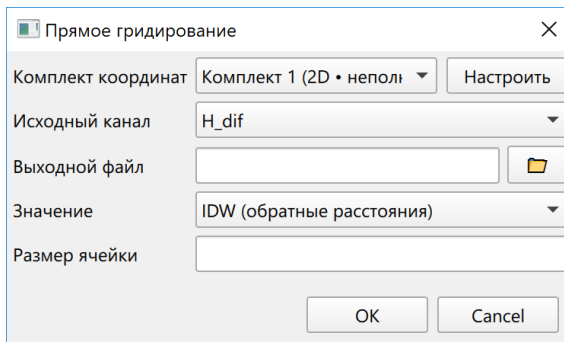 Прямое гридирование
Комплект координат Комплект 1 (2D • неполн Настроить
Исходный канал H_dif
Выходной файл
Значение IDW (обратные расстояния)
Размер ячейки
OK Cancel